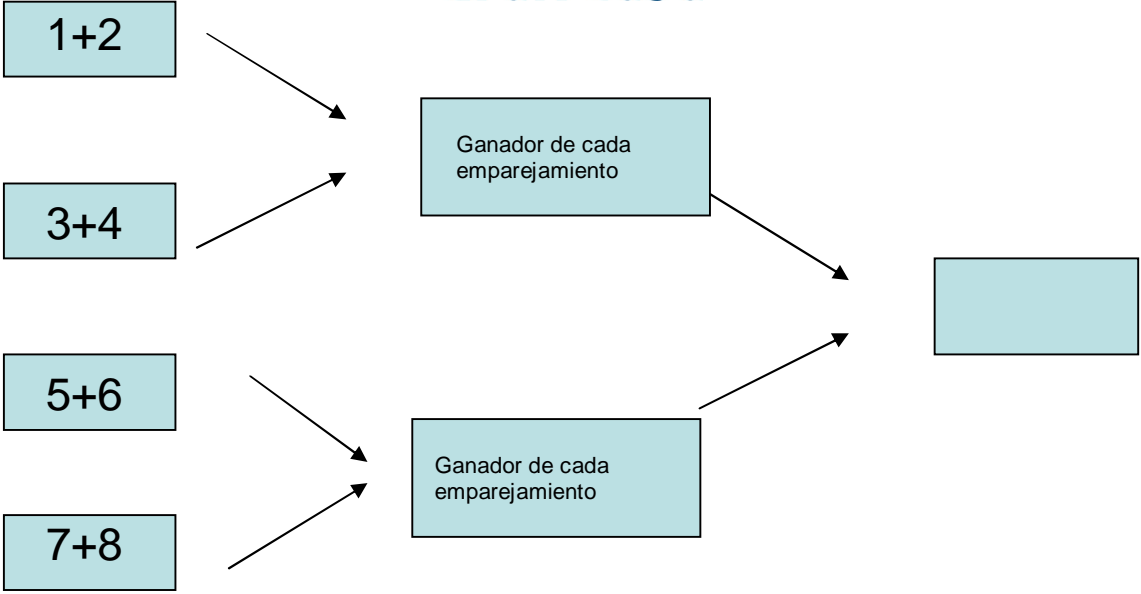 1+2
Ganador de cada
emparejamiento
3+4
5+6
Ganador de cada
emparejamiento
7+8